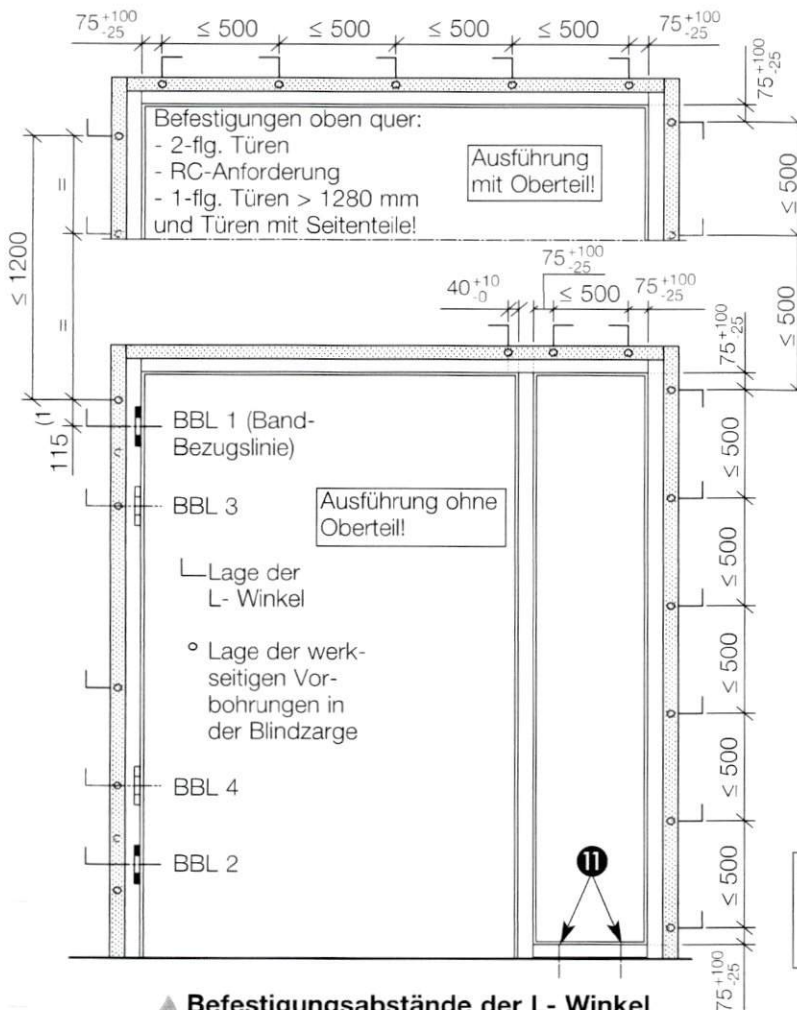 75 +100 -25
≤ 500
≤ 500
≤ 500
≤ 500
75 +100 -25
75 +100 -25
Befestigungen oben quer:
- 2-flg. Türen
- RC-Anforderung
- 1-flg. Türen > 1280 mm
und Türen mit Seitenteile!
Ausführung
mit Oberteil!
=
=
≤ 1200
≤ 500
≤ 500
40 +10 -0
75 +100 -25
≤ 500
75 +100 -25
75 +100 -25
115 (1
BBL 1 (Band-
Bezugslinie)
BBL 3
Ausführung ohne
Oberteil!
Lage der
L- Winkel
Lage der werk-
seitigen Vor-
bohrungen in
der Blindzarge
BBL 4
BBL 2
≤ 500
≤ 500
≤ 500
≤ 500
≤ 500
11
75 +100 -25
▲ Befestigungsabstände der L- Winkel